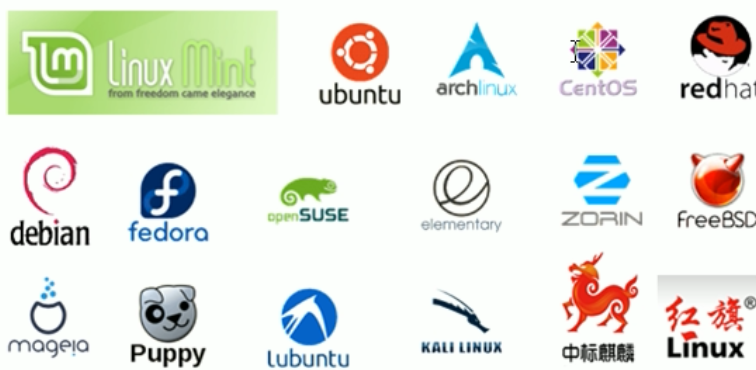 Linux Mint
from freedom came elegance
ubuntu
archlinux
CentOS
redhat
debian
fedora
openSUSE
elementary
ZORIN
FreeBSD
mageia
Puppy
Lubuntu
KALI LINUX
中标麒麟
红旗®
Linux